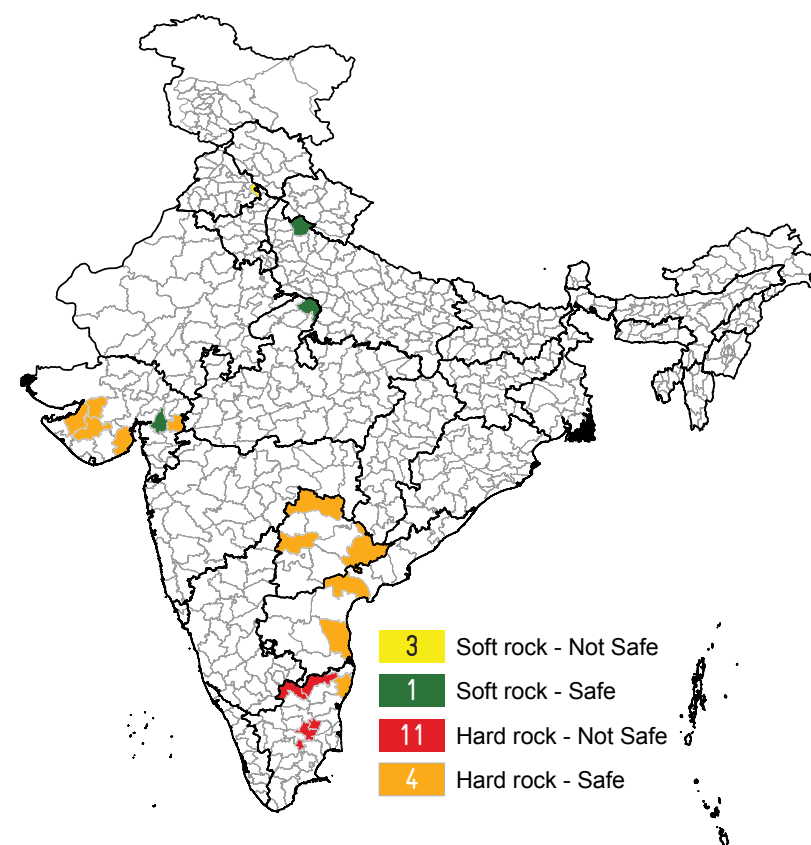 3 Soft rock - Not Safe
1 Soft rock - Safe
11 Hard rock - Not Safe
4 Hard rock - Safe